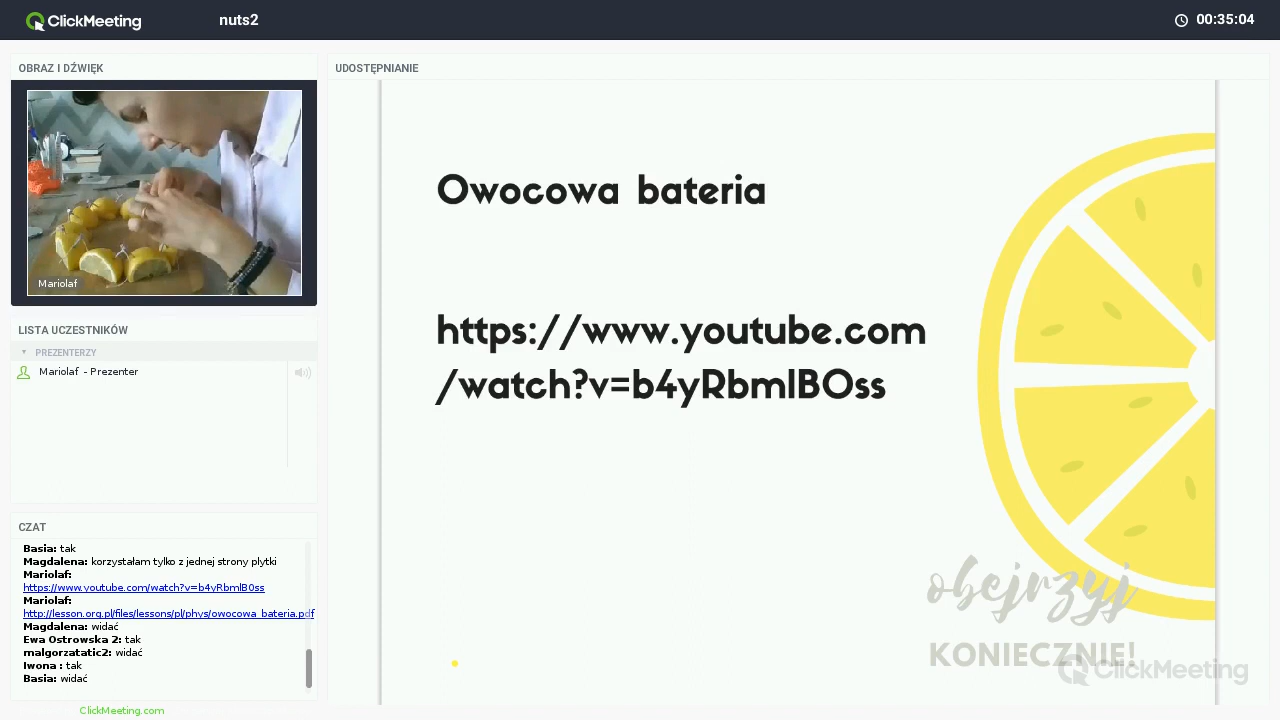 ClickMeeting
nuts2
00:35:04
OBRAZ I DŹWIĘK
Mariolaf
LISTA UCZESTNIKÓW
PREZENTERZY
Mariolaf - Prezenter
CZAT
Basia: tak
Magdalena: korzystałam tylko z jednej strony plytki
Mariolaf:
https://www.youtube.com/watch?v=b4yRbmlB0ss
Mariolaf:
http://lesson.org.pl/files/lessons/pl/phys/owocowa_bateria.pdf
Magdalena: widać
Ewa Ostrowska 2: tak
malgorzatatic2: widać
Iwona : tak
Basia: widać
ClickMeeting.com
UDOSTĘPNIANIE
Owocowa bateria
https://www.youtube.com
/watch?v=b4yRbmlB0ss
obejrzyj
KONIECZNIE!
ClickMeeting